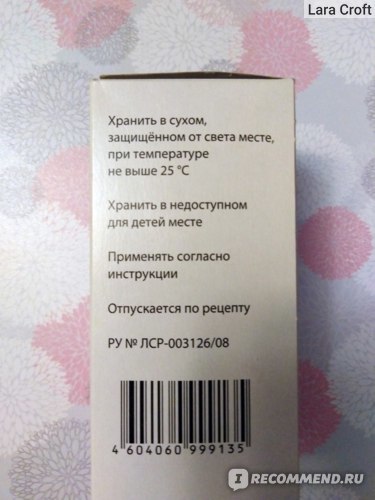 Lara Croft
Хранить в сухом,
защищённом от света месте,
при температуре
не выше 25 °C
Хранить в недоступном
для детей месте
Применять согласно
инструкции
Отпускается по рецепту
РУ № ЛСР-003126/08
4 604060 999135
I RECOMMEND.RU